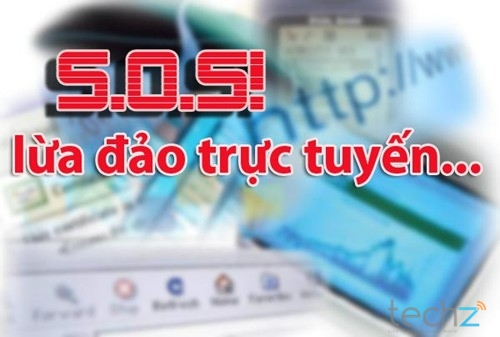 S.O.S!
http://ww
lừa đảo trực tuyến...
Forward Stop Refresh Home Favorites
techz